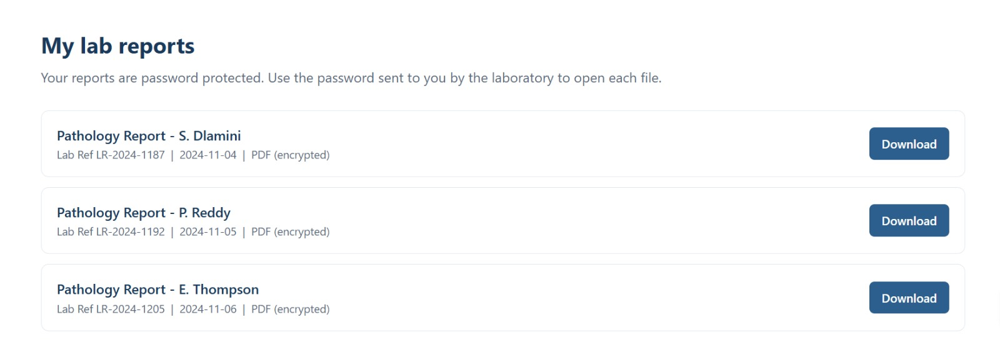 My lab reports
Your reports are password protected. Use the password sent to you by the laboratory to open each file.
Pathology Report - S. Dlamini
Lab Ref LR-2024-1187 | 2024-11-04 | PDF (encrypted)
Download
Pathology Report - P. Reddy
Lab Ref LR-2024-1192 | 2024-11-05 | PDF (encrypted)
Download
Pathology Report - E. Thompson
Lab Ref LR-2024-1205 | 2024-11-06 | PDF (encrypted)
Download